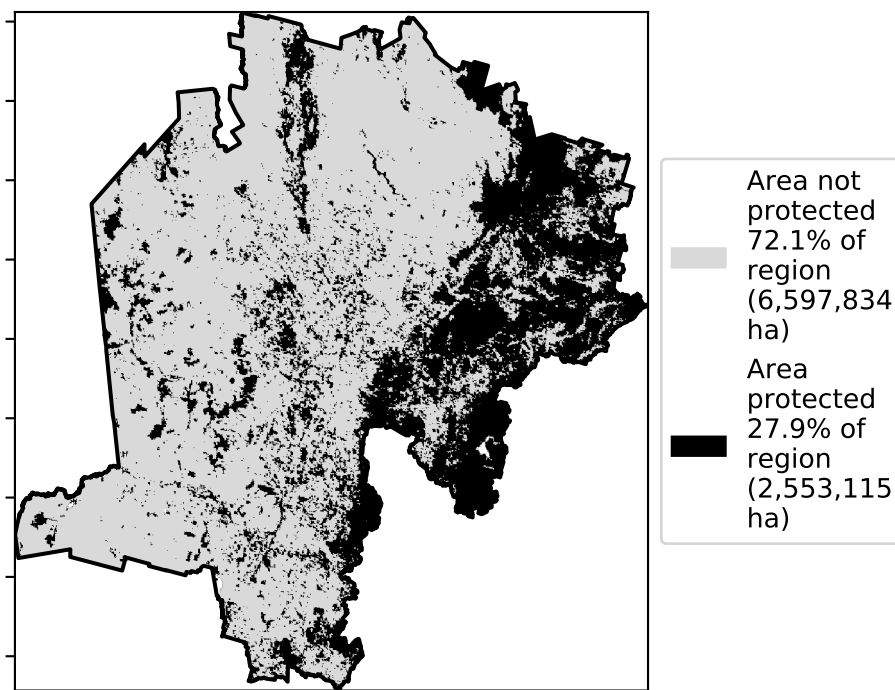 Area not
protected
72.1% of
region
(6,597,834
ha)
Area
protected
27.9% of
region
(2,553,115
ha)